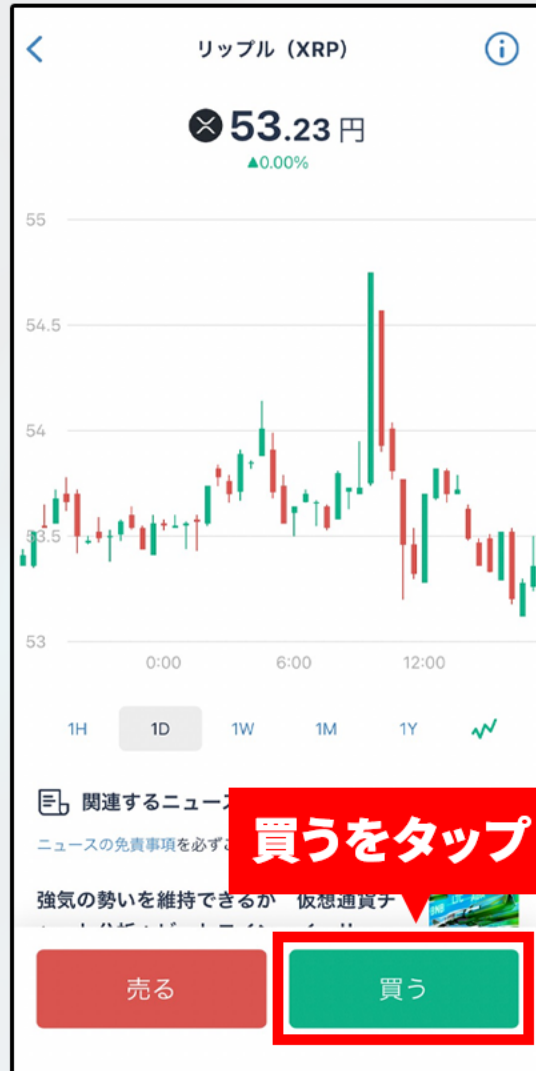 リップル（XRP）
53.23 円
▲0.00%
55
54.5
54
53.5
53
0:00 6:00 12:00
1H 1D 1W 1M 1Y
関連するニュース
ニュースの免責事項を必ずご
買うをタップ
強気の勢いを維持できるか 仮想通貨チ
売る 買う